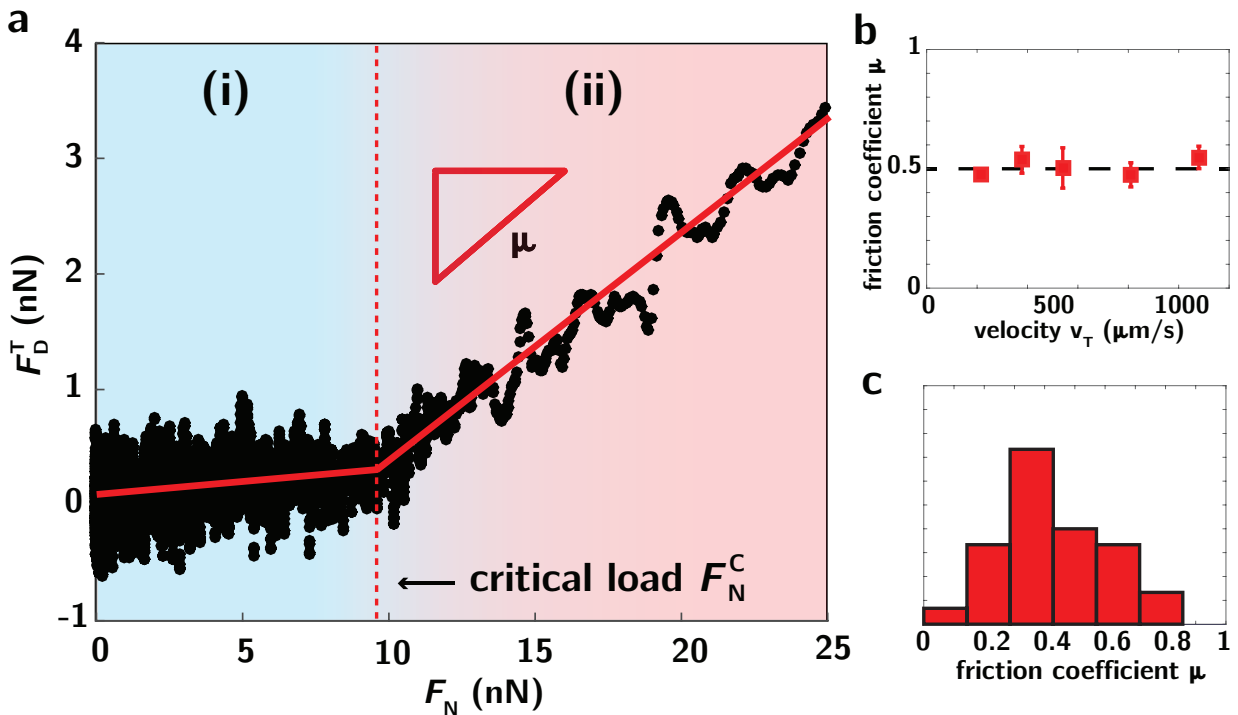 a
4
3
2
1
0
-1
F_D^T (nN)
(i)
(ii)
μ
← critical load F_N^C
0 5 10 15 20 25
F_N (nN)
b
1
0.5
0
friction coefficient μ
0 500 1000
velocity v_T (μm/s)
c
0 0.2 0.4 0.6 0.8 1
friction coefficient μ